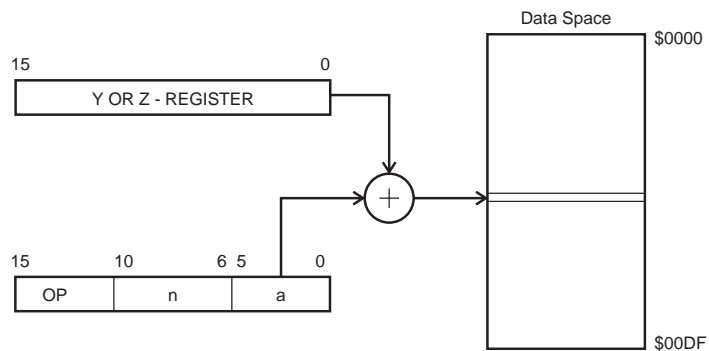 Data Space
$0000
15 0
Y OR Z - REGISTER
+
15 10 6 5 0
OP n a
$00DF